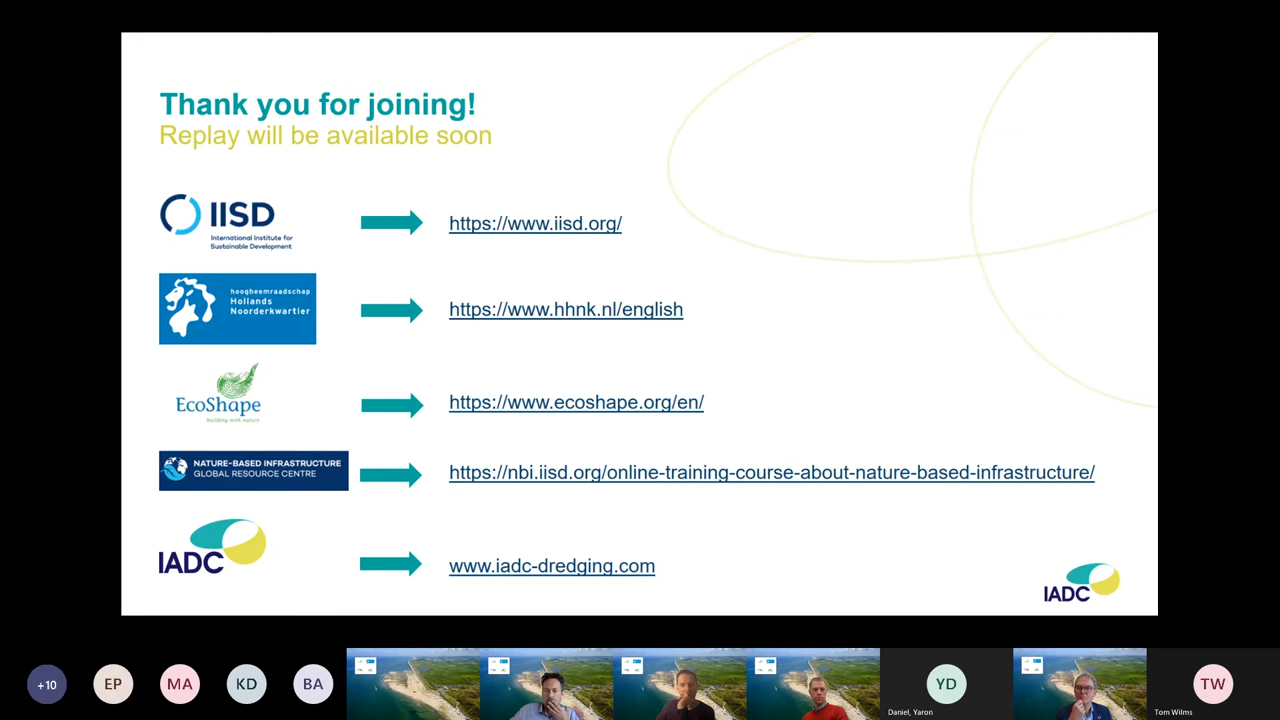 Thank you for joining!
Replay will be available soon
IISD
International Institute for
Sustainable Development
https://www.iisd.org/
hoogheemraadschap
Hollands
Noorderkwartier
https://www.hhnk.nl/english
EcoShape
building with nature
https://www.ecoshape.org/en/
NATURE-BASED INFRASTRUCTURE
GLOBAL RESOURCE CENTRE
https://nbi.iisd.org/online-training-course-about-nature-based-infrastructure/
IADC
www.iadc-dredging.com
IADC
+10
EP
MA
KD
BA
YD
Daniel, Yaron
TW
Tom Wilms